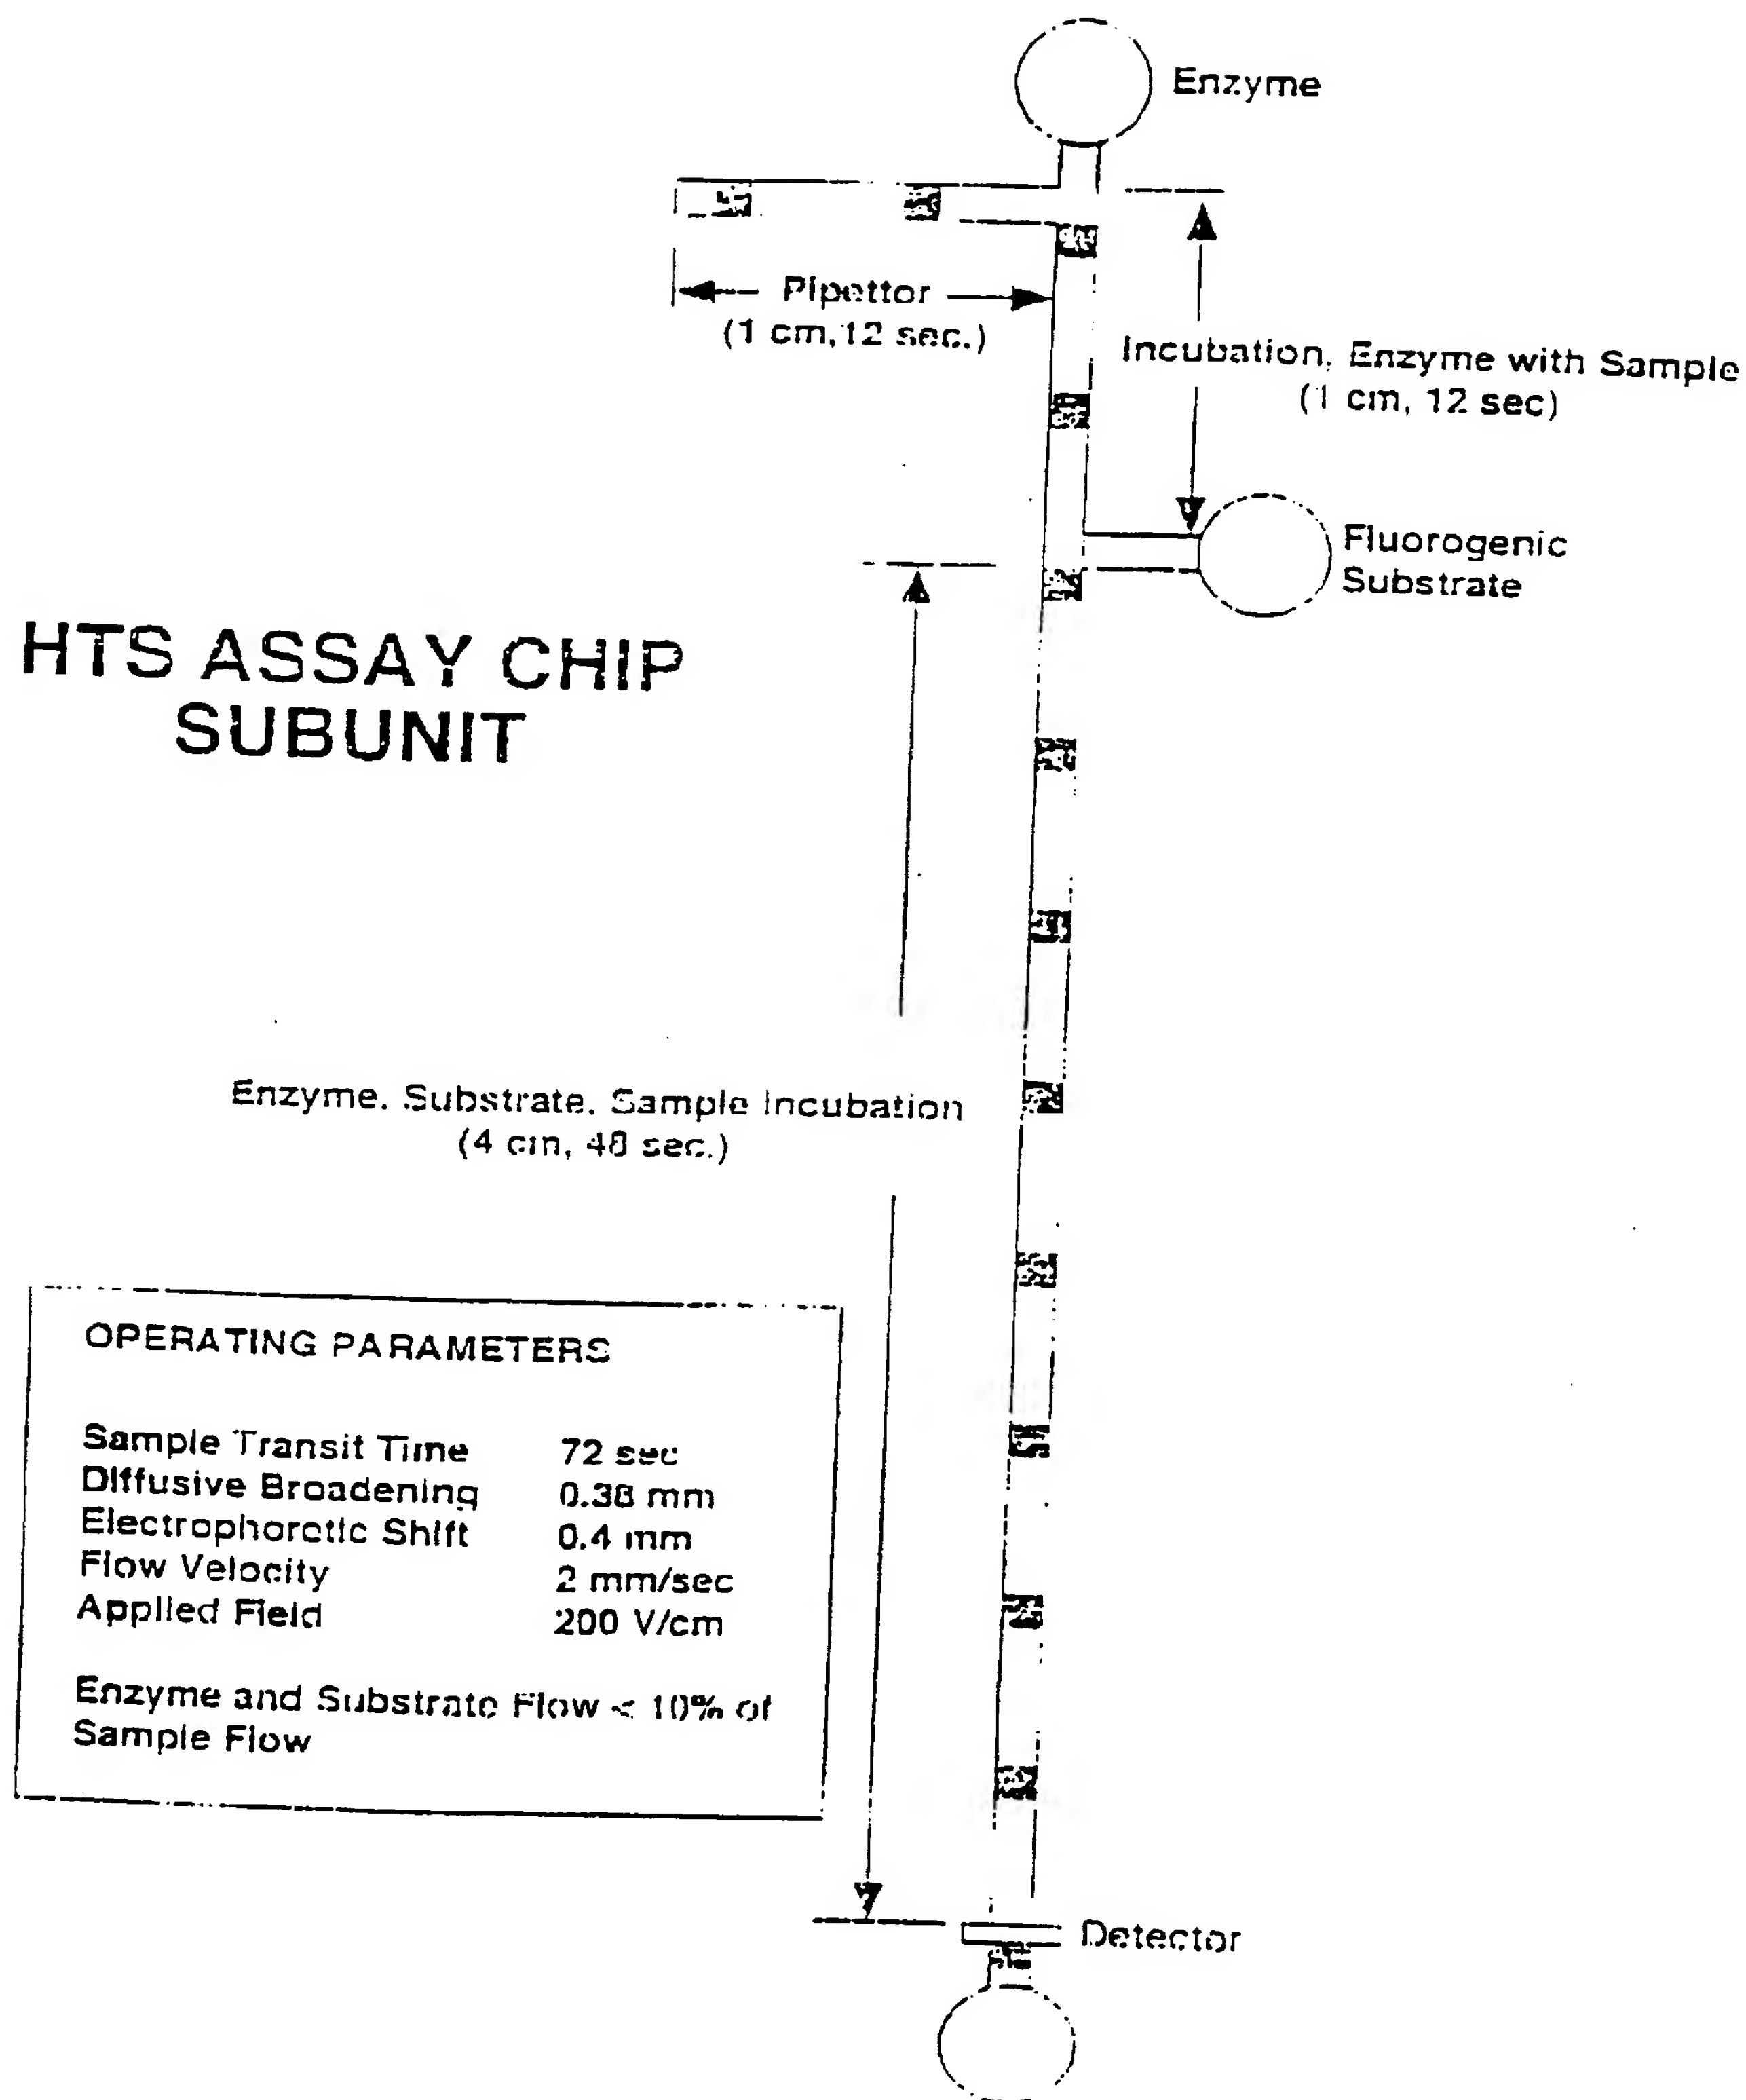 Enzyme
Pipettor
(1 cm, 12 sec.)
Incubation, Enzyme with Sample
(1 cm, 12 sec)
Fluorogenic
Substrate
HTS ASSAY CHIP
SUBUNIT
Enzyme, Substrate, Sample Incubation
(4 cm, 48 sec.)
OPERATING PARAMETERS
Sample Transit Time 72 sec
Diffusive Broadening 0.38 mm
Electrophoretic Shift 0.4 mm
Flow Velocity 2 mm/sec
Applied Field 200 V/cm
Enzyme and Substrate Flow < 10% of
Sample Flow
Detector